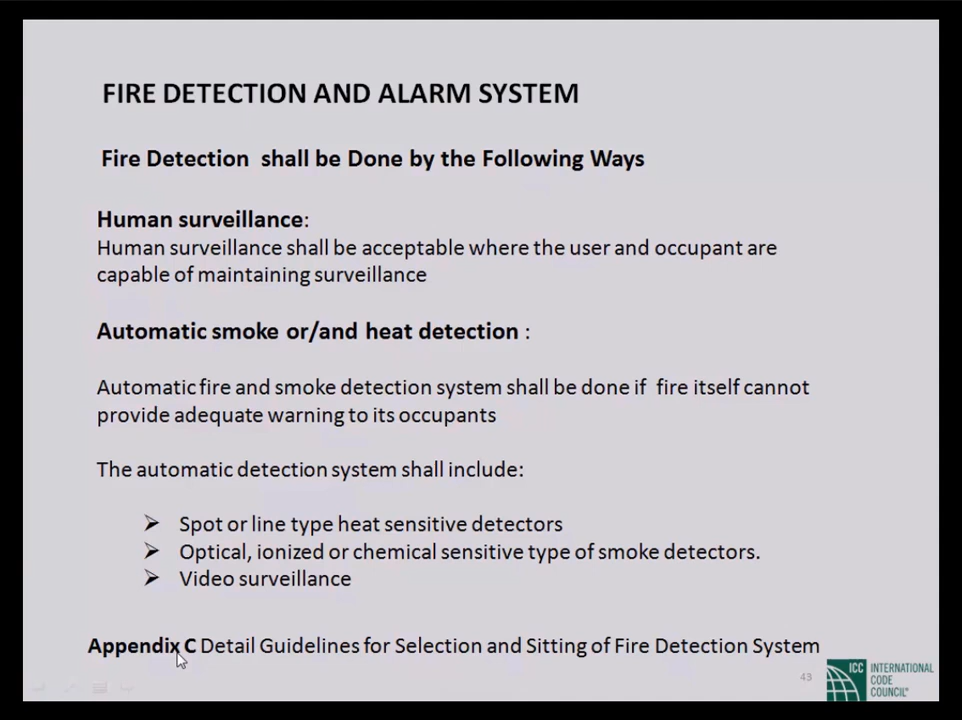 FIRE DETECTION AND ALARM SYSTEM
Fire Detection shall be Done by the Following Ways
Human surveillance:
Human surveillance shall be acceptable where the user and occupant are
capable of maintaining surveillance
Automatic smoke or/and heat detection :
Automatic fire and smoke detection system shall be done if fire itself cannot
provide adequate warning to its occupants
The automatic detection system shall include:
➢ Spot or line type heat sensitive detectors
➢ Optical, ionized or chemical sensitive type of smoke detectors.
➢ Video surveillance
Appendix C Detail Guidelines for Selection and Sitting of Fire Detection System
43
ICC INTERNATIONAL
CODE
COUNCIL®